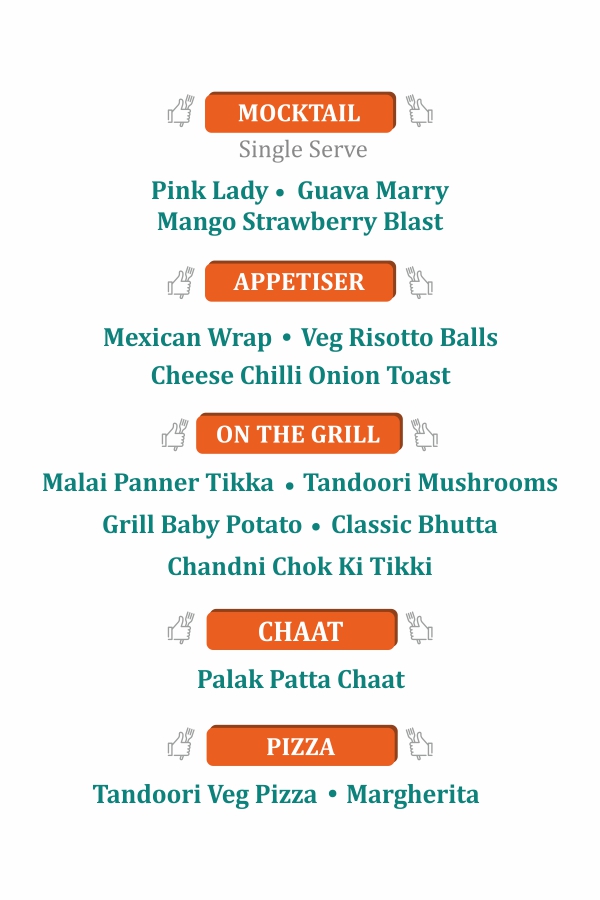 MOCKTAIL
Single Serve
Pink Lady • Guava Marry
Mango Strawberry Blast
APPETISER
Mexican Wrap • Veg Risotto Balls
Cheese Chilli Onion Toast
ON THE GRILL
Malai Panner Tikka • Tandoori Mushrooms
Grill Baby Potato • Classic Bhutta
Chandni Chok Ki Tikki
CHAAT
Palak Patta Chaat
PIZZA
Tandoori Veg Pizza • Margherita